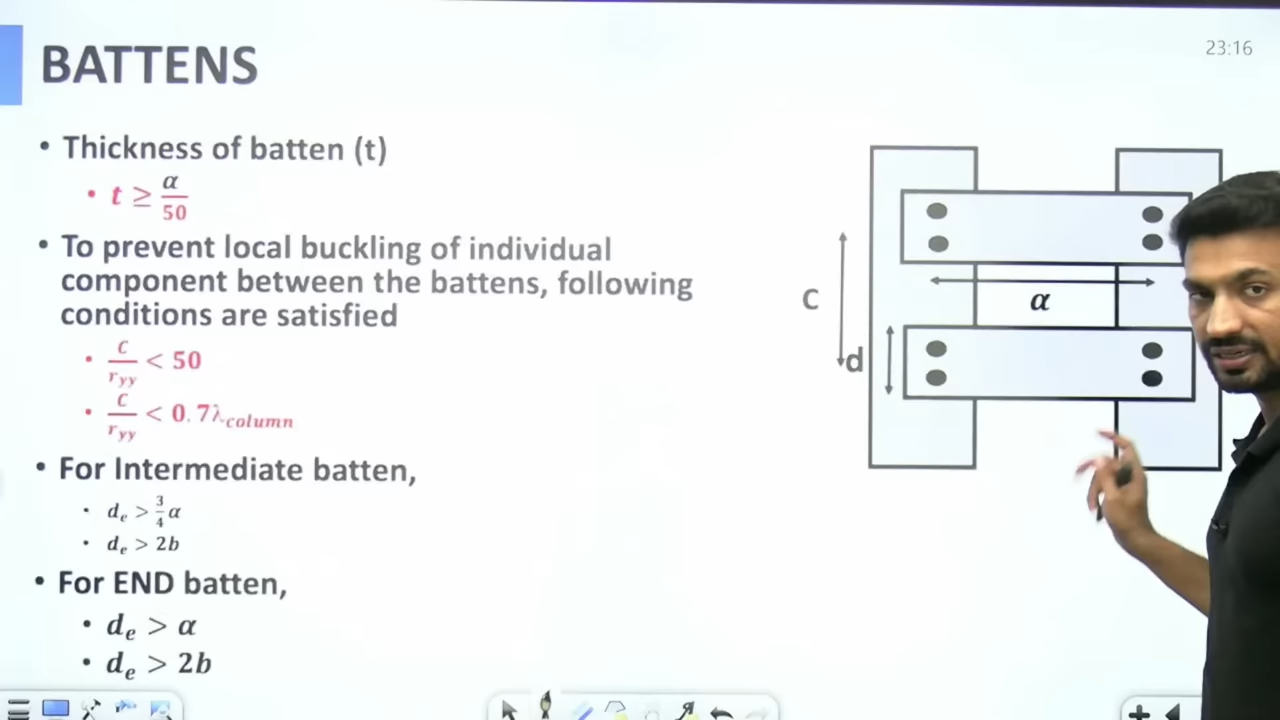 23:16
BATTENS
• Thickness of batten (t)
• t ≥ α/50
• To prevent local buckling of individual
component between the battens, following
conditions are satisfied
• C/r_yy < 50
• C/r_yy < 0.7λ_column
• For Intermediate batten,
• d_e > 3/4 α
• d_e > 2b
• For END batten,
• d_e > α
• d_e > 2b
C
α
d